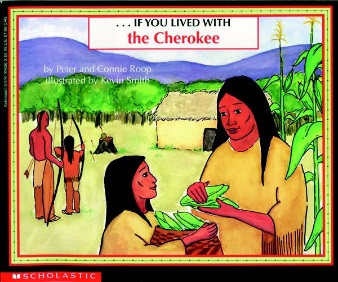 . . . IF YOU LIVED WITH
the Cherokee
by Peter and Connie Roop
Illustrated by Kevin Smith
SCHOLASTIC